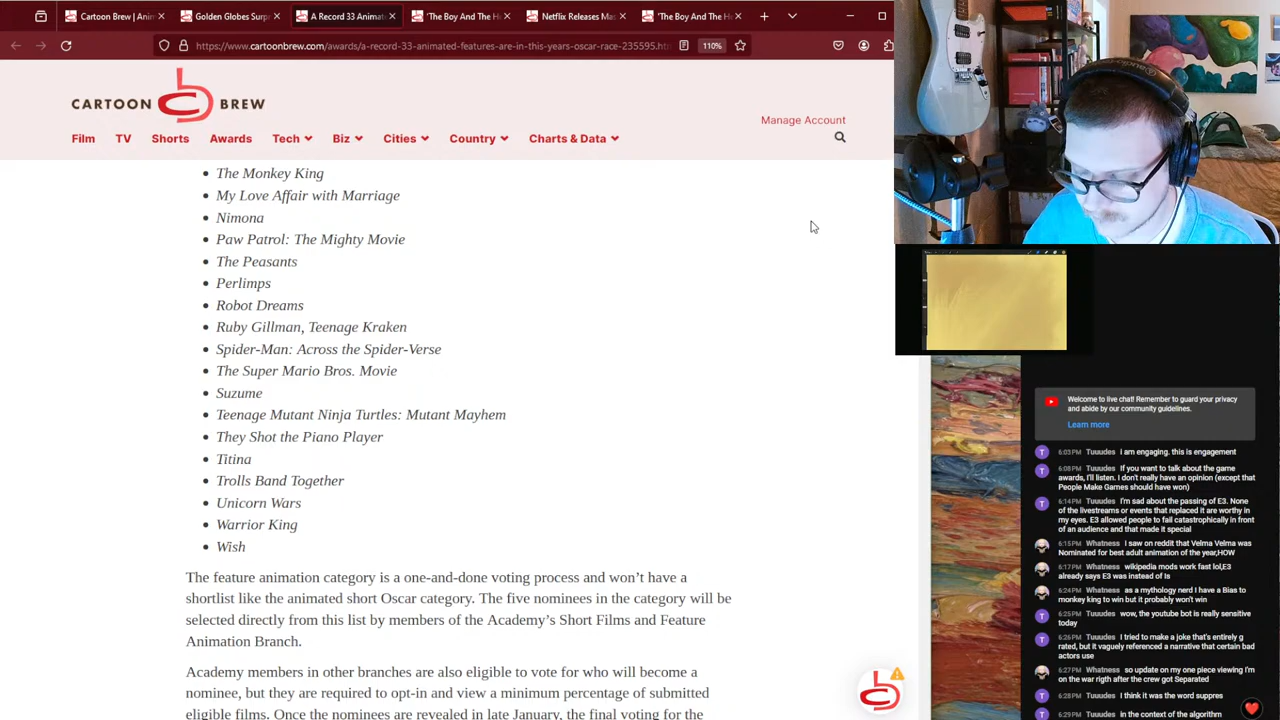 Cartoon Brew | Anim
Golden Globes Surp
A Record 33 Animat
'The Boy And The H
Netflix Releases Ma
'The Boy And The H
https://www.cartoonbrew.com/awards/a-record-33-animated-features-are-in-this-years-oscar-race-235595.ht
110%
CARTOON BREW
Manage Account
Film TV Shorts Awards Tech Biz Cities Country Charts & Data
The Monkey King
My Love Affair with Marriage
Nimona
Paw Patrol: The Mighty Movie
The Peasants
Perlimps
Robot Dreams
Ruby Gillman, Teenage Kraken
Spider-Man: Across the Spider-Verse
The Super Mario Bros. Movie
Suzume
Teenage Mutant Ninja Turtles: Mutant Mayhem
They Shot the Piano Player
Titina
Trolls Band Together
Unicorn Wars
Warrior King
Wish
The feature animation category is a one-and-done voting process and won't have a
shortlist like the animated short Oscar category. The five nominees in the category will be
selected directly from this list by members of the Academy's Short Films and Feature
Animation Branch.
Academy members in other branches are also eligible to vote for who will become a
nominee, but they are required to opt-in and view a minimum percentage of submitted
eligible films. Once the nominees are revealed in late January, the final voting for the
Welcome to live chat! Remember to guard your privacy
and abide by our community guidelines.
Learn more
T 6:03 PM Tuuudes I am engaging. this is engagement
T 6:08 PM Tuuudes If you want to talk about the game
awards, I'll listen. I don't really have an opinion (except that
People Make Games should have won)
T 6:14 PM Tuuudes I'm sad about the passing of E3. None
of the livestreams or events that replaced it are worthy in
my eyes. E3 allowed people to fail catastrophically in front
of an audience and that made it special
6:15 PM Whatness I saw on reddit that Velma Velma was
Nominated for best adult animation of the year,HOW
6:17 PM Whatness wikipedia mods work fast lol,E3
already says E3 was instead of Is
6:24 PM Whatness as a mythology nerd I have a Bias to
monkey king to win but it probably won't win
T 6:25 PM Tuuudes wow, the youtube bot is really sensitive
today
T 6:26 PM Tuuudes I tried to make a joke that's entirely g
rated, but it vaguely referenced a narrative that certain bad
actors use
6:27 PM Whatness so update on my one piece viewing I'm
on the war rigth after the crew got Separated
T 6:28 PM Tuuudes I think it was the word suppres
T 6:29 PM Tuuudes in the context of the algorithm